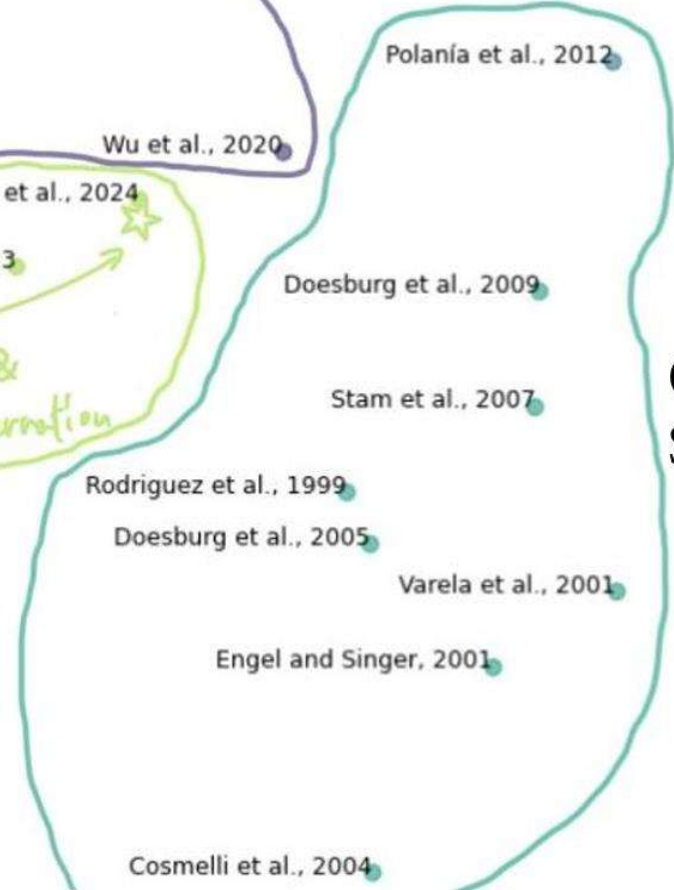 Polanía et al., 2012
Wu et al., 2020
et al., 2024
3
Doesburg et al., 2009
&
Stam et al., 2007
Rodriguez et al., 1999
Doesburg et al., 2005
Varela et al., 2001
Engel and Singer, 2001
Cosmelli et al., 2004